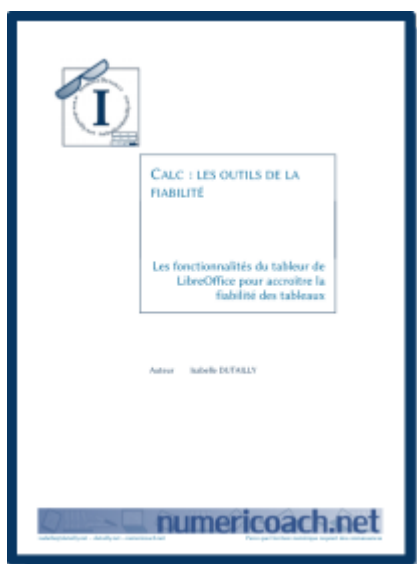 I
CALC : LES OUTILS DE LA
FIABILITÉ
Les fonctionnalités du tableur de
LibreOffice pour accroître la
fiabilité des tableaux
Auteur Isabelle DUTAILLY
numericoach.net